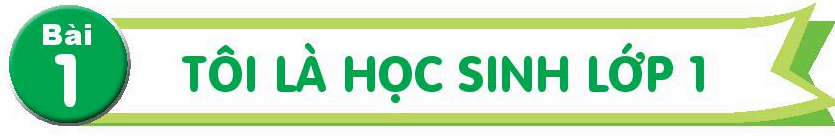 Bài
1
TÔI LÀ HỌC SINH LỚP 1